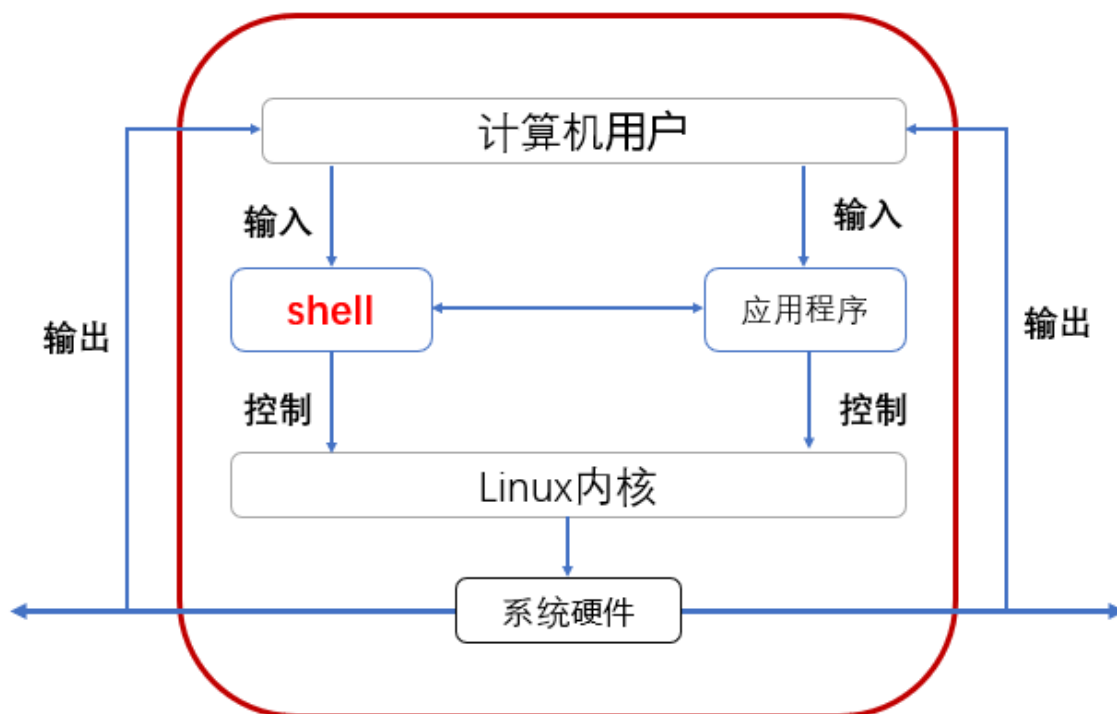 计算机用户
输入
输入
shell
应用程序
输出
输出
控制
控制
Linux内核
系统硬件